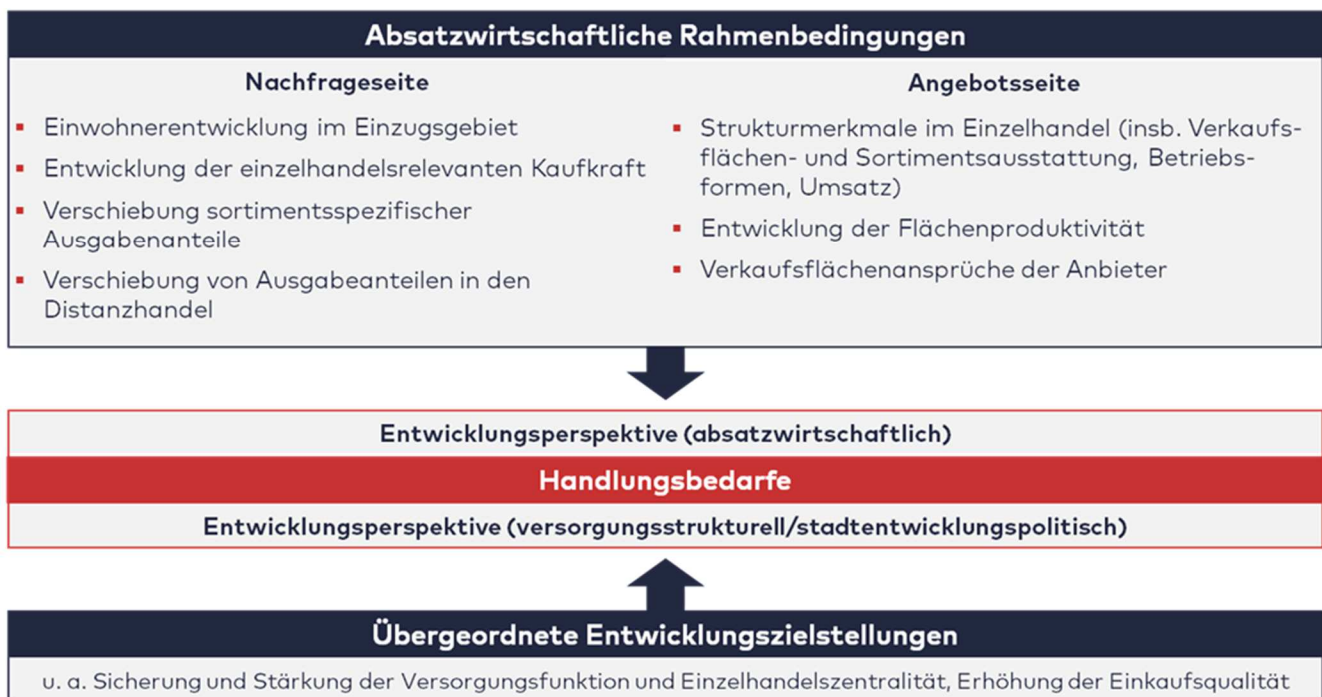 Absatzwirtschaftliche Rahmenbedingungen
Nachfrageseite
▪ Einwohnerentwicklung im Einzugsgebiet
▪ Entwicklung der einzelhandelsrelevanten Kaufkraft
▪ Verschiebung sortimentsspezifischer
Ausgabenanteile
▪ Verschiebung von Ausgabeanteilen in den
Distanzhandel
Angebotsseite
▪ Strukturmerkmale im Einzelhandel (insb. Verkaufs-
flächen- und Sortimentsausstattung, Betriebs-
formen, Umsatz)
▪ Entwicklung der Flächenproduktivität
▪ Verkaufsflächenansprüche der Anbieter
Entwicklungsperspektive (absatzwirtschaftlich)
Handlungsbedarfe
Entwicklungsperspektive (versorgungsstrukturell/stadtentwicklungspolitisch)
Übergeordnete Entwicklungszielstellungen
u. a. Sicherung und Stärkung der Versorgungsfunktion und Einzelhandelszentralität, Erhöhung der Einkaufsqualität